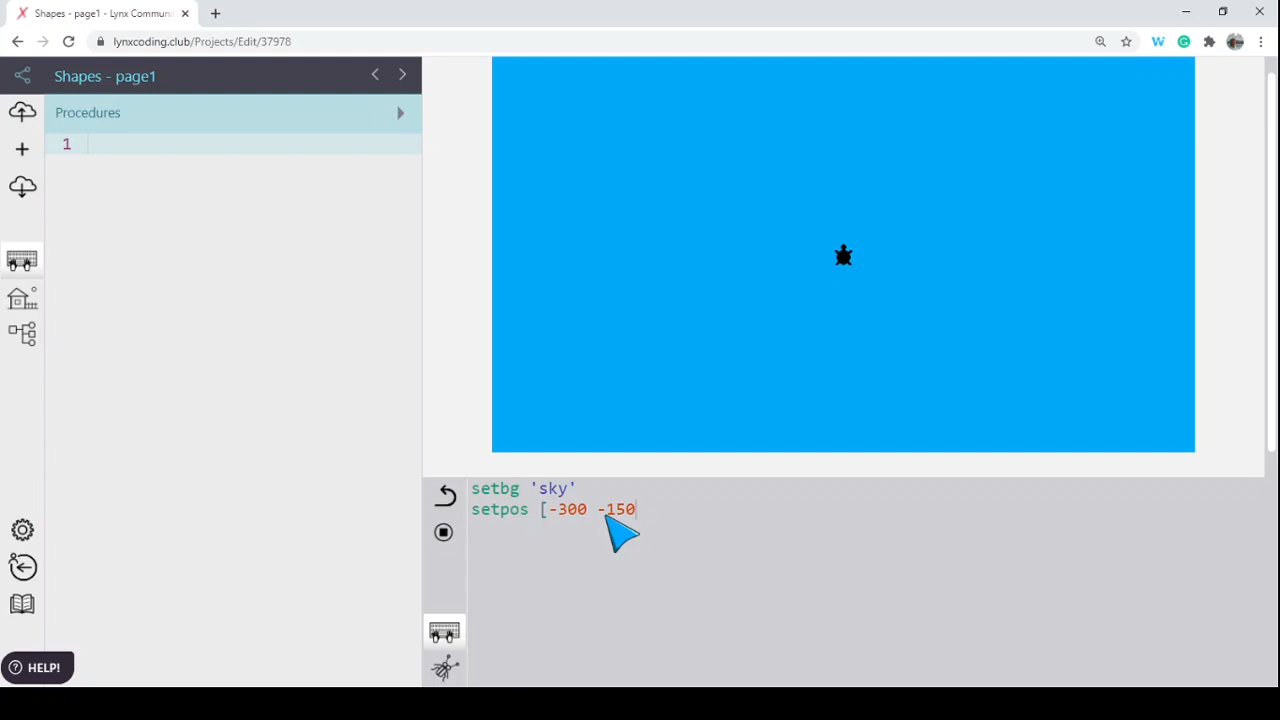 Shapes - page1 - Lynx Commun
lynxcoding.club/Projects/Edit/37978
Shapes - page1
Procedures
1
setbg 'sky'
setpos [-300 -150
HELP!